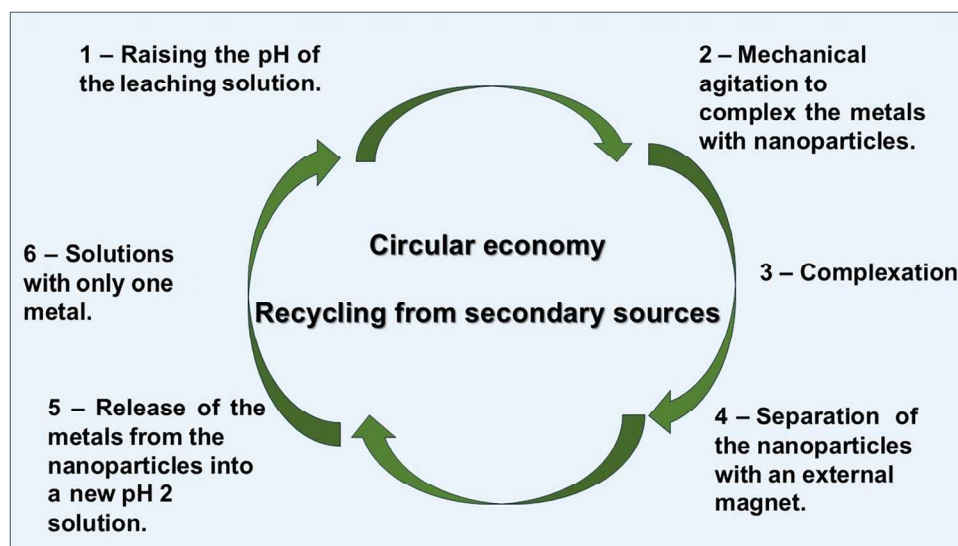 1 – Raising the pH of
the leaching solution.
2 – Mechanical
agitation to
complex the metals
with nanoparticles.
3 – Complexation
4 – Separation of
the nanoparticles
with an external
magnet.
5 – Release of the
metals from the
nanoparticles into
a new pH 2
solution.
6 – Solutions
with only one
metal.
Circular economy
Recycling from secondary sources